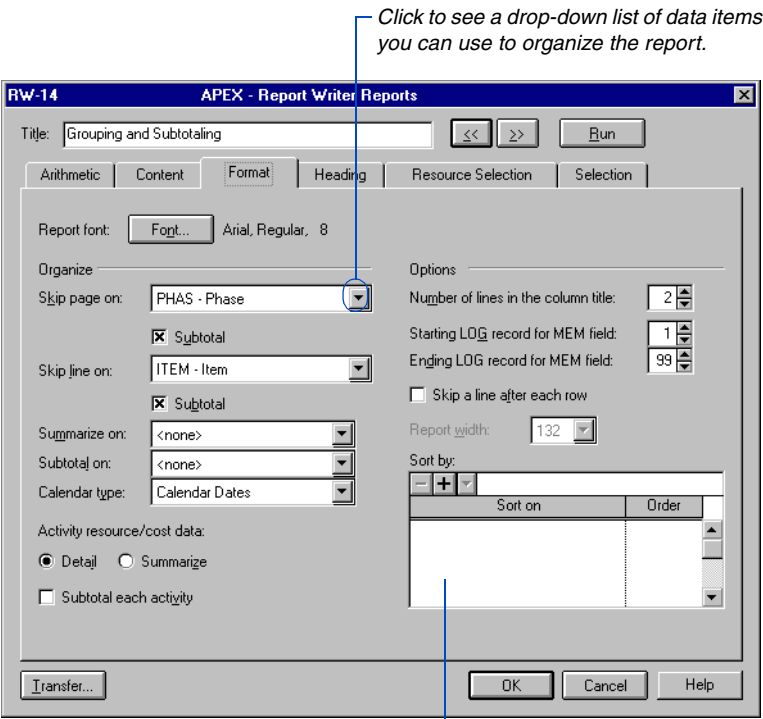 Click to see a drop-down list of data items
you can use to organize the report.
RW-14 APEX - Report Writer Reports
Title: Grouping and Subtotaling << >> Run
Arithmetic Content Format Heading Resource Selection Selection
Report font: Font... Arial, Regular, 8
Organize
Skip page on: PHAS - Phase
Subtotal
Skip line on: ITEM - Item
Subtotal
Summarize on: <none>
Subtotal on: <none>
Calendar type: Calendar Dates
Activity resource/cost data:
Detail Summarize
Subtotal each activity
Options
Number of lines in the column title: 2
Starting LOG record for MEM field: 1
Ending LOG record for MEM field: 99
Skip a line after each row
Report width: 132
Sort by:
Sort on Order
Transfer... OK Cancel Help